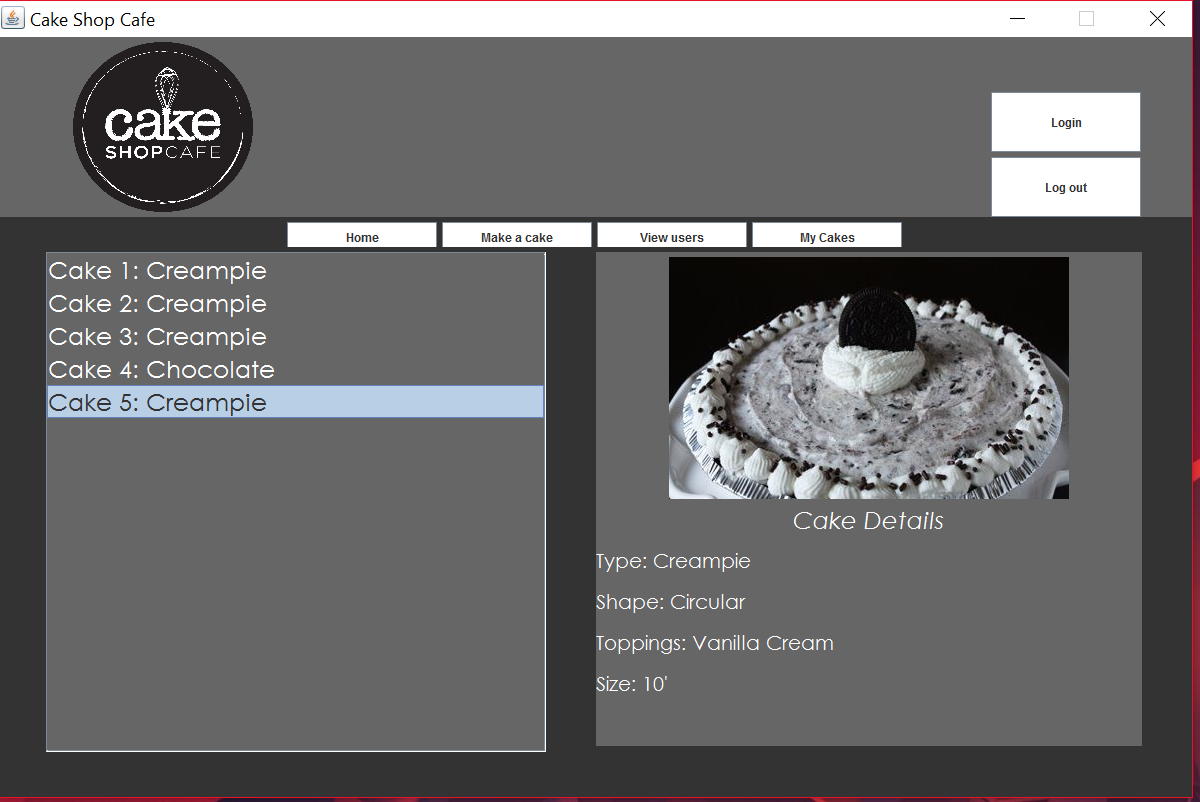 Cake Shop Cafe
cake
SHOPCAFE
Login
Log out
Home
Make a cake
View users
My Cakes
Cake 1: Creampie
Cake 2: Creampie
Cake 3: Creampie
Cake 4: Chocolate
Cake 5: Creampie
Cake Details
Type: Creampie
Shape: Circular
Toppings: Vanilla Cream
Size: 10'